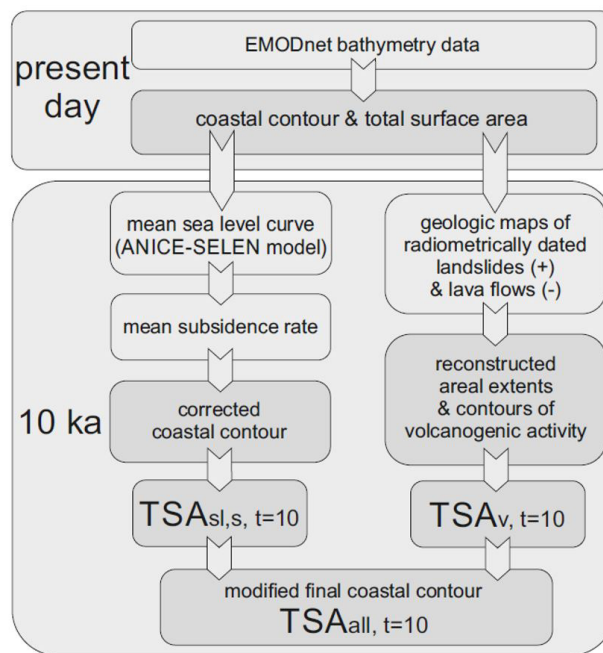 present
day
EMODnet bathymetry data
coastal contour & total surface area
10 ka
mean sea level curve
(ANICE-SELEN model)
mean subsidence rate
corrected
coastal contour
TSAsl,s, t=10
geologic maps of
radiometrically dated
landslides (+)
& lava flows (-)
reconstructed
areal extents
& contours of
volcanogenic activity
TSAv, t=10
modified final coastal contour
TSAall, t=10